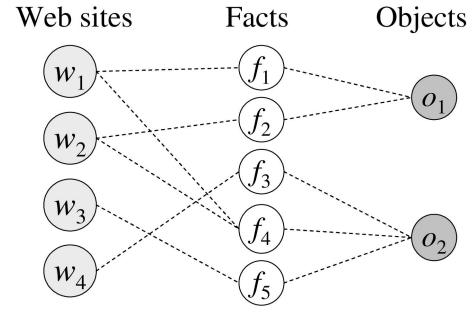 Web sites Facts Objects
w1 f1 o1
w2 f2
w3 f3
w4 f4 o2
f5